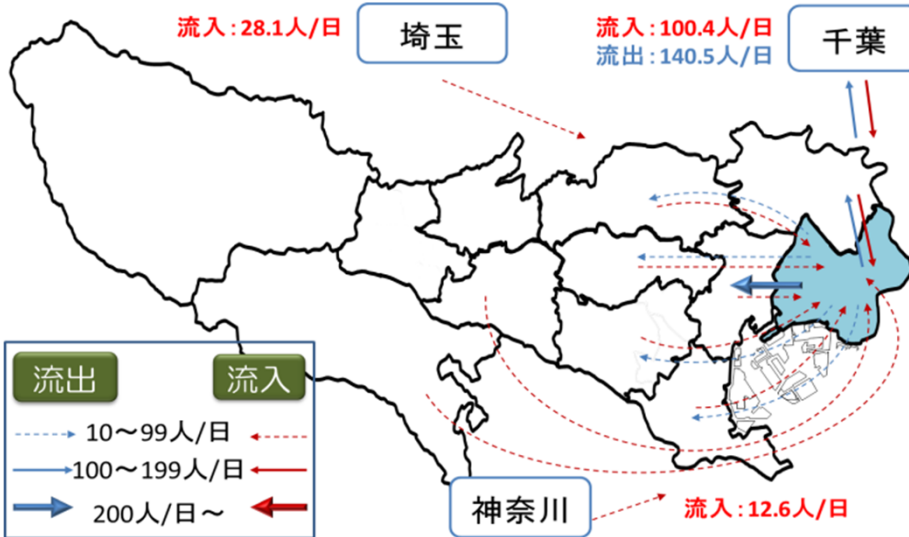 流入:28.1人/日
埼玉
流入:100.4人/日
流出:140.5人/日
千葉
流出
流入
10~99人/日
100~199人/日
200人/日~
神奈川
流入:12.6人/日